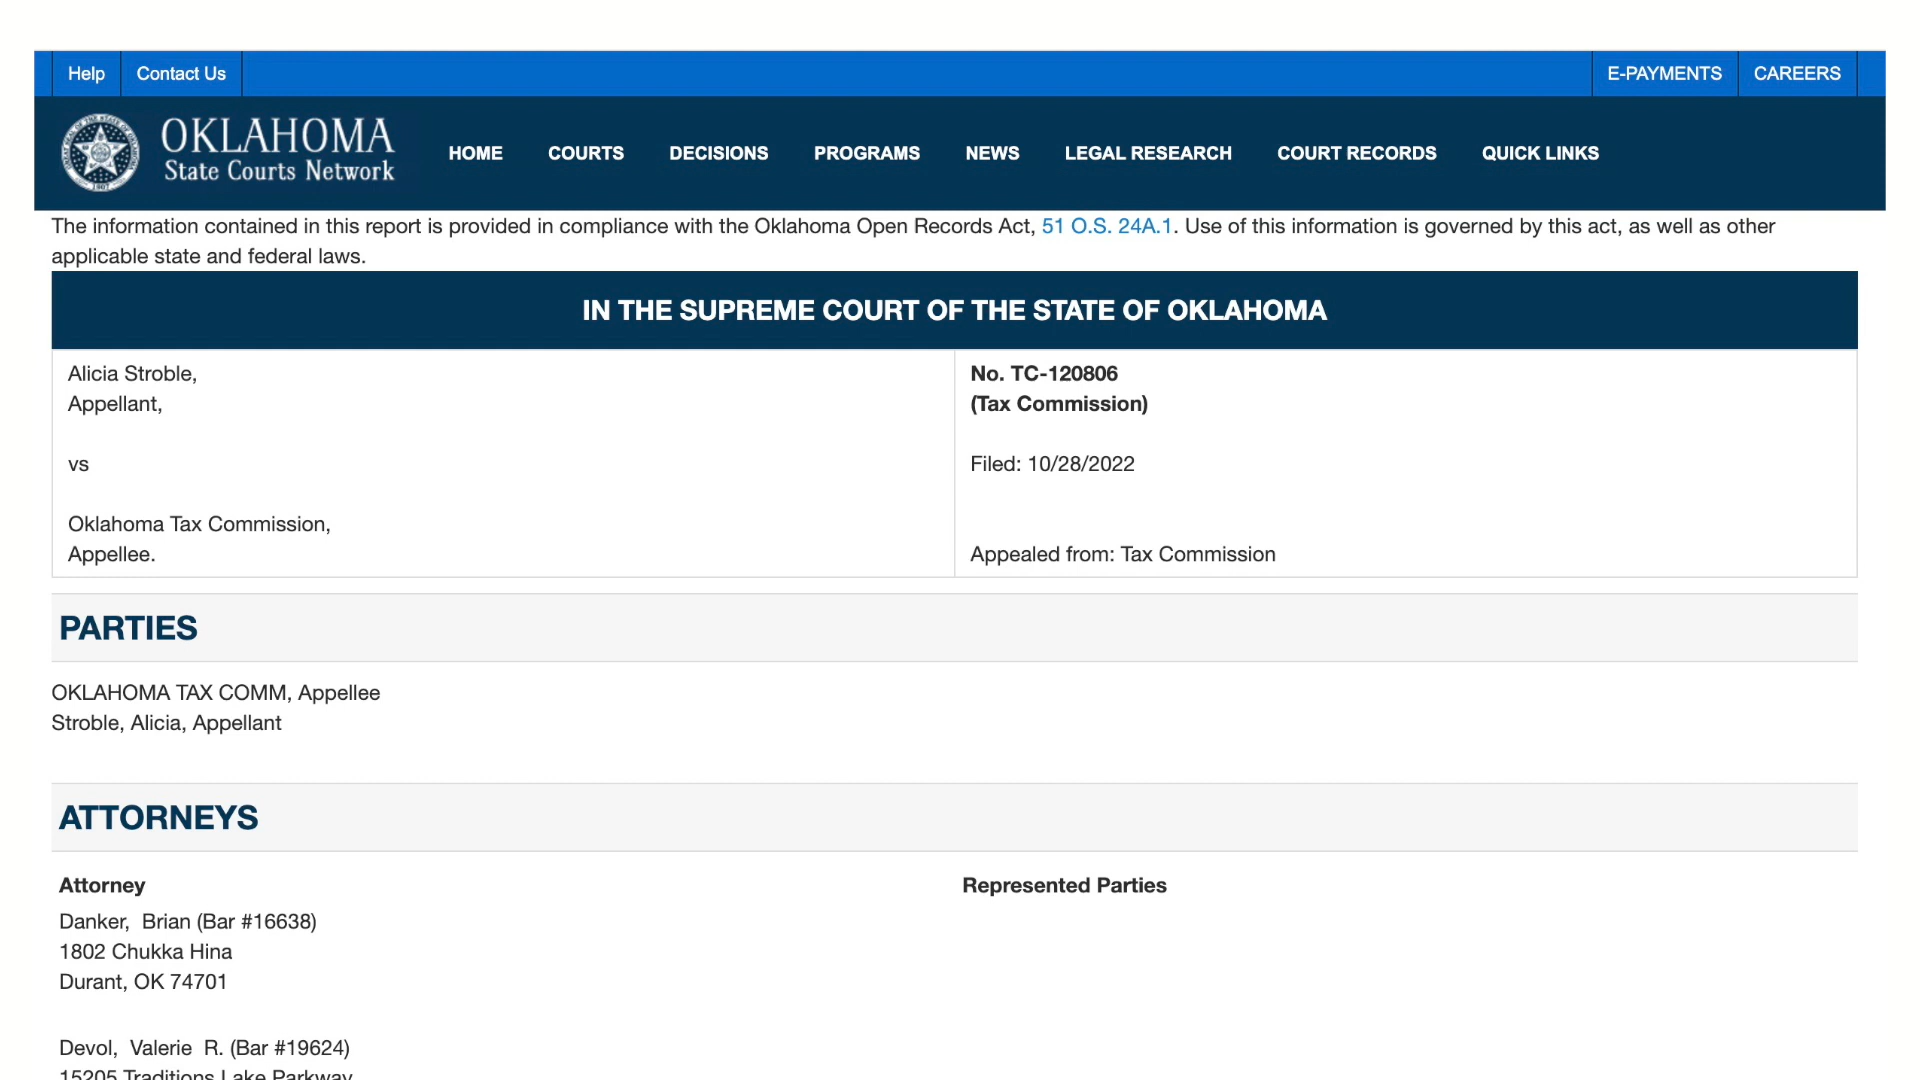 Help Contact Us E-PAYMENTS CAREERS
OKLAHOMA
State Courts Network
HOME COURTS DECISIONS PROGRAMS NEWS LEGAL RESEARCH COURT RECORDS QUICK LINKS
The information contained in this report is provided in compliance with the Oklahoma Open Records Act, 51 O.S. 24A.1. Use of this information is governed by this act, as well as other
applicable state and federal laws.
IN THE SUPREME COURT OF THE STATE OF OKLAHOMA
Alicia Stroble,
Appellant,
vs
Oklahoma Tax Commission,
Appellee.
No. TC-120806
(Tax Commission)
Filed: 10/28/2022
Appealed from: Tax Commission
PARTIES
OKLAHOMA TAX COMM, Appellee
Stroble, Alicia, Appellant
ATTORNEYS
Attorney Represented Parties
Danker, Brian (Bar #16638)
1802 Chukka Hina
Durant, OK 74701
Devol, Valerie R. (Bar #19624)
15205 Traditions Lake Parkway